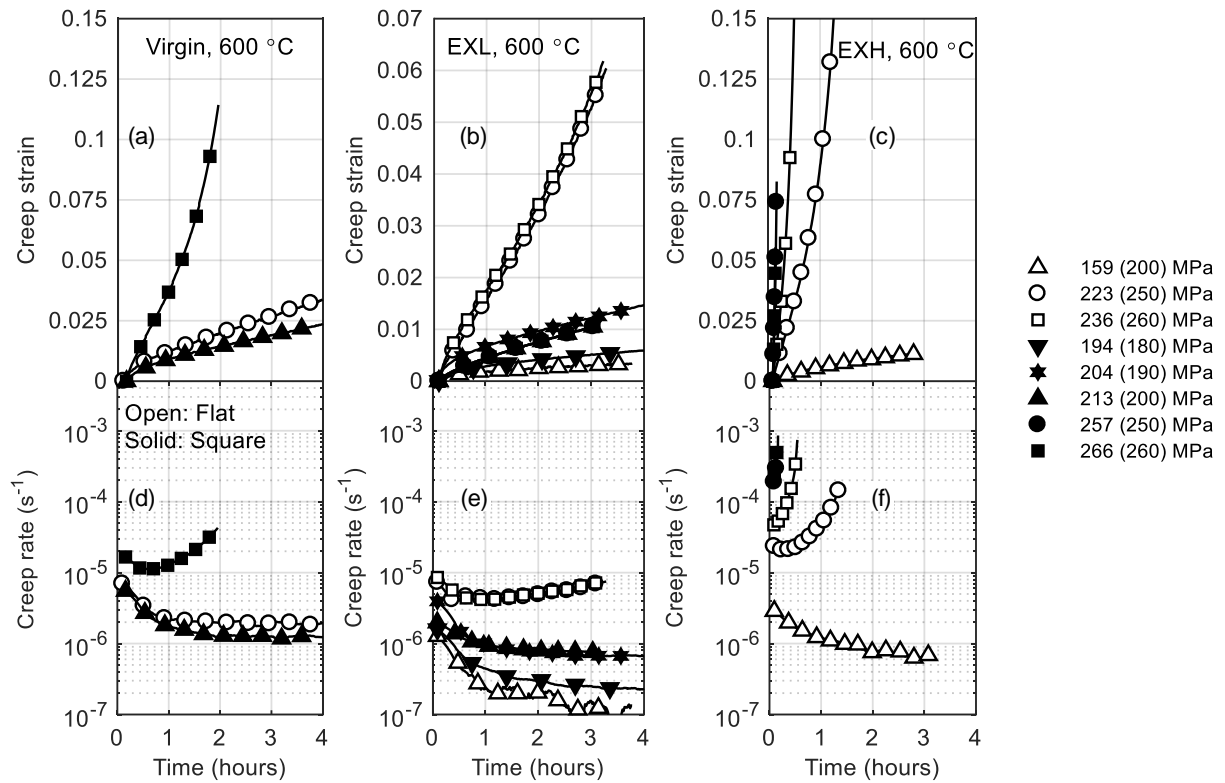 Virgin, 600 °C
(a)
Creep strain
0.15
0.125
0.1
0.075
0.05
0.025
0
EXL, 600 °C
(b)
Creep strain
0.07
0.06
0.05
0.04
0.03
0.02
0.01
0
EXH, 600 °C
(c)
Creep strain
0.15
0.125
0.1
0.075
0.05
0.025
0
Open: Flat
Solid: Square
(d)
Creep rate (s⁻¹)
10⁻³
10⁻⁴
10⁻⁵
10⁻⁶
10⁻⁷
0 1 2 3 4
Time (hours)
(e)
Creep rate (s⁻¹)
10⁻³
10⁻⁴
10⁻⁵
10⁻⁶
10⁻⁷
0 1 2 3 4
Time (hours)
(f)
Creep rate (s⁻¹)
10⁻³
10⁻⁴
10⁻⁵
10⁻⁶
10⁻⁷
0 1 2 3 4
Time (hours)
159 (200) MPa
223 (250) MPa
236 (260) MPa
194 (180) MPa
204 (190) MPa
213 (200) MPa
257 (250) MPa
266 (260) MPa